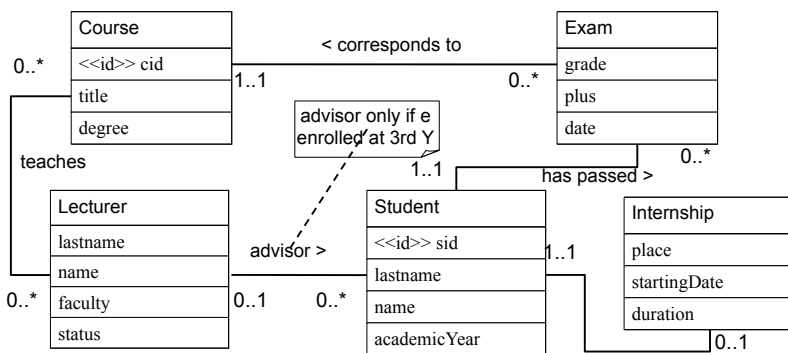 Course
<<id>> cid
title
degree
0..*
1..1
< corresponds to
0..*
Exam
grade
plus
date
0..*
advisor only if e
enrolled at 3rd Y
teaches
1..1
has passed >
Lecturer
lastname
name
faculty
status
0..*
0..1
advisor >
0..*
Student
<<id>> sid
lastname
name
academicYear
1..1
Internship
place
startingDate
duration
0..1